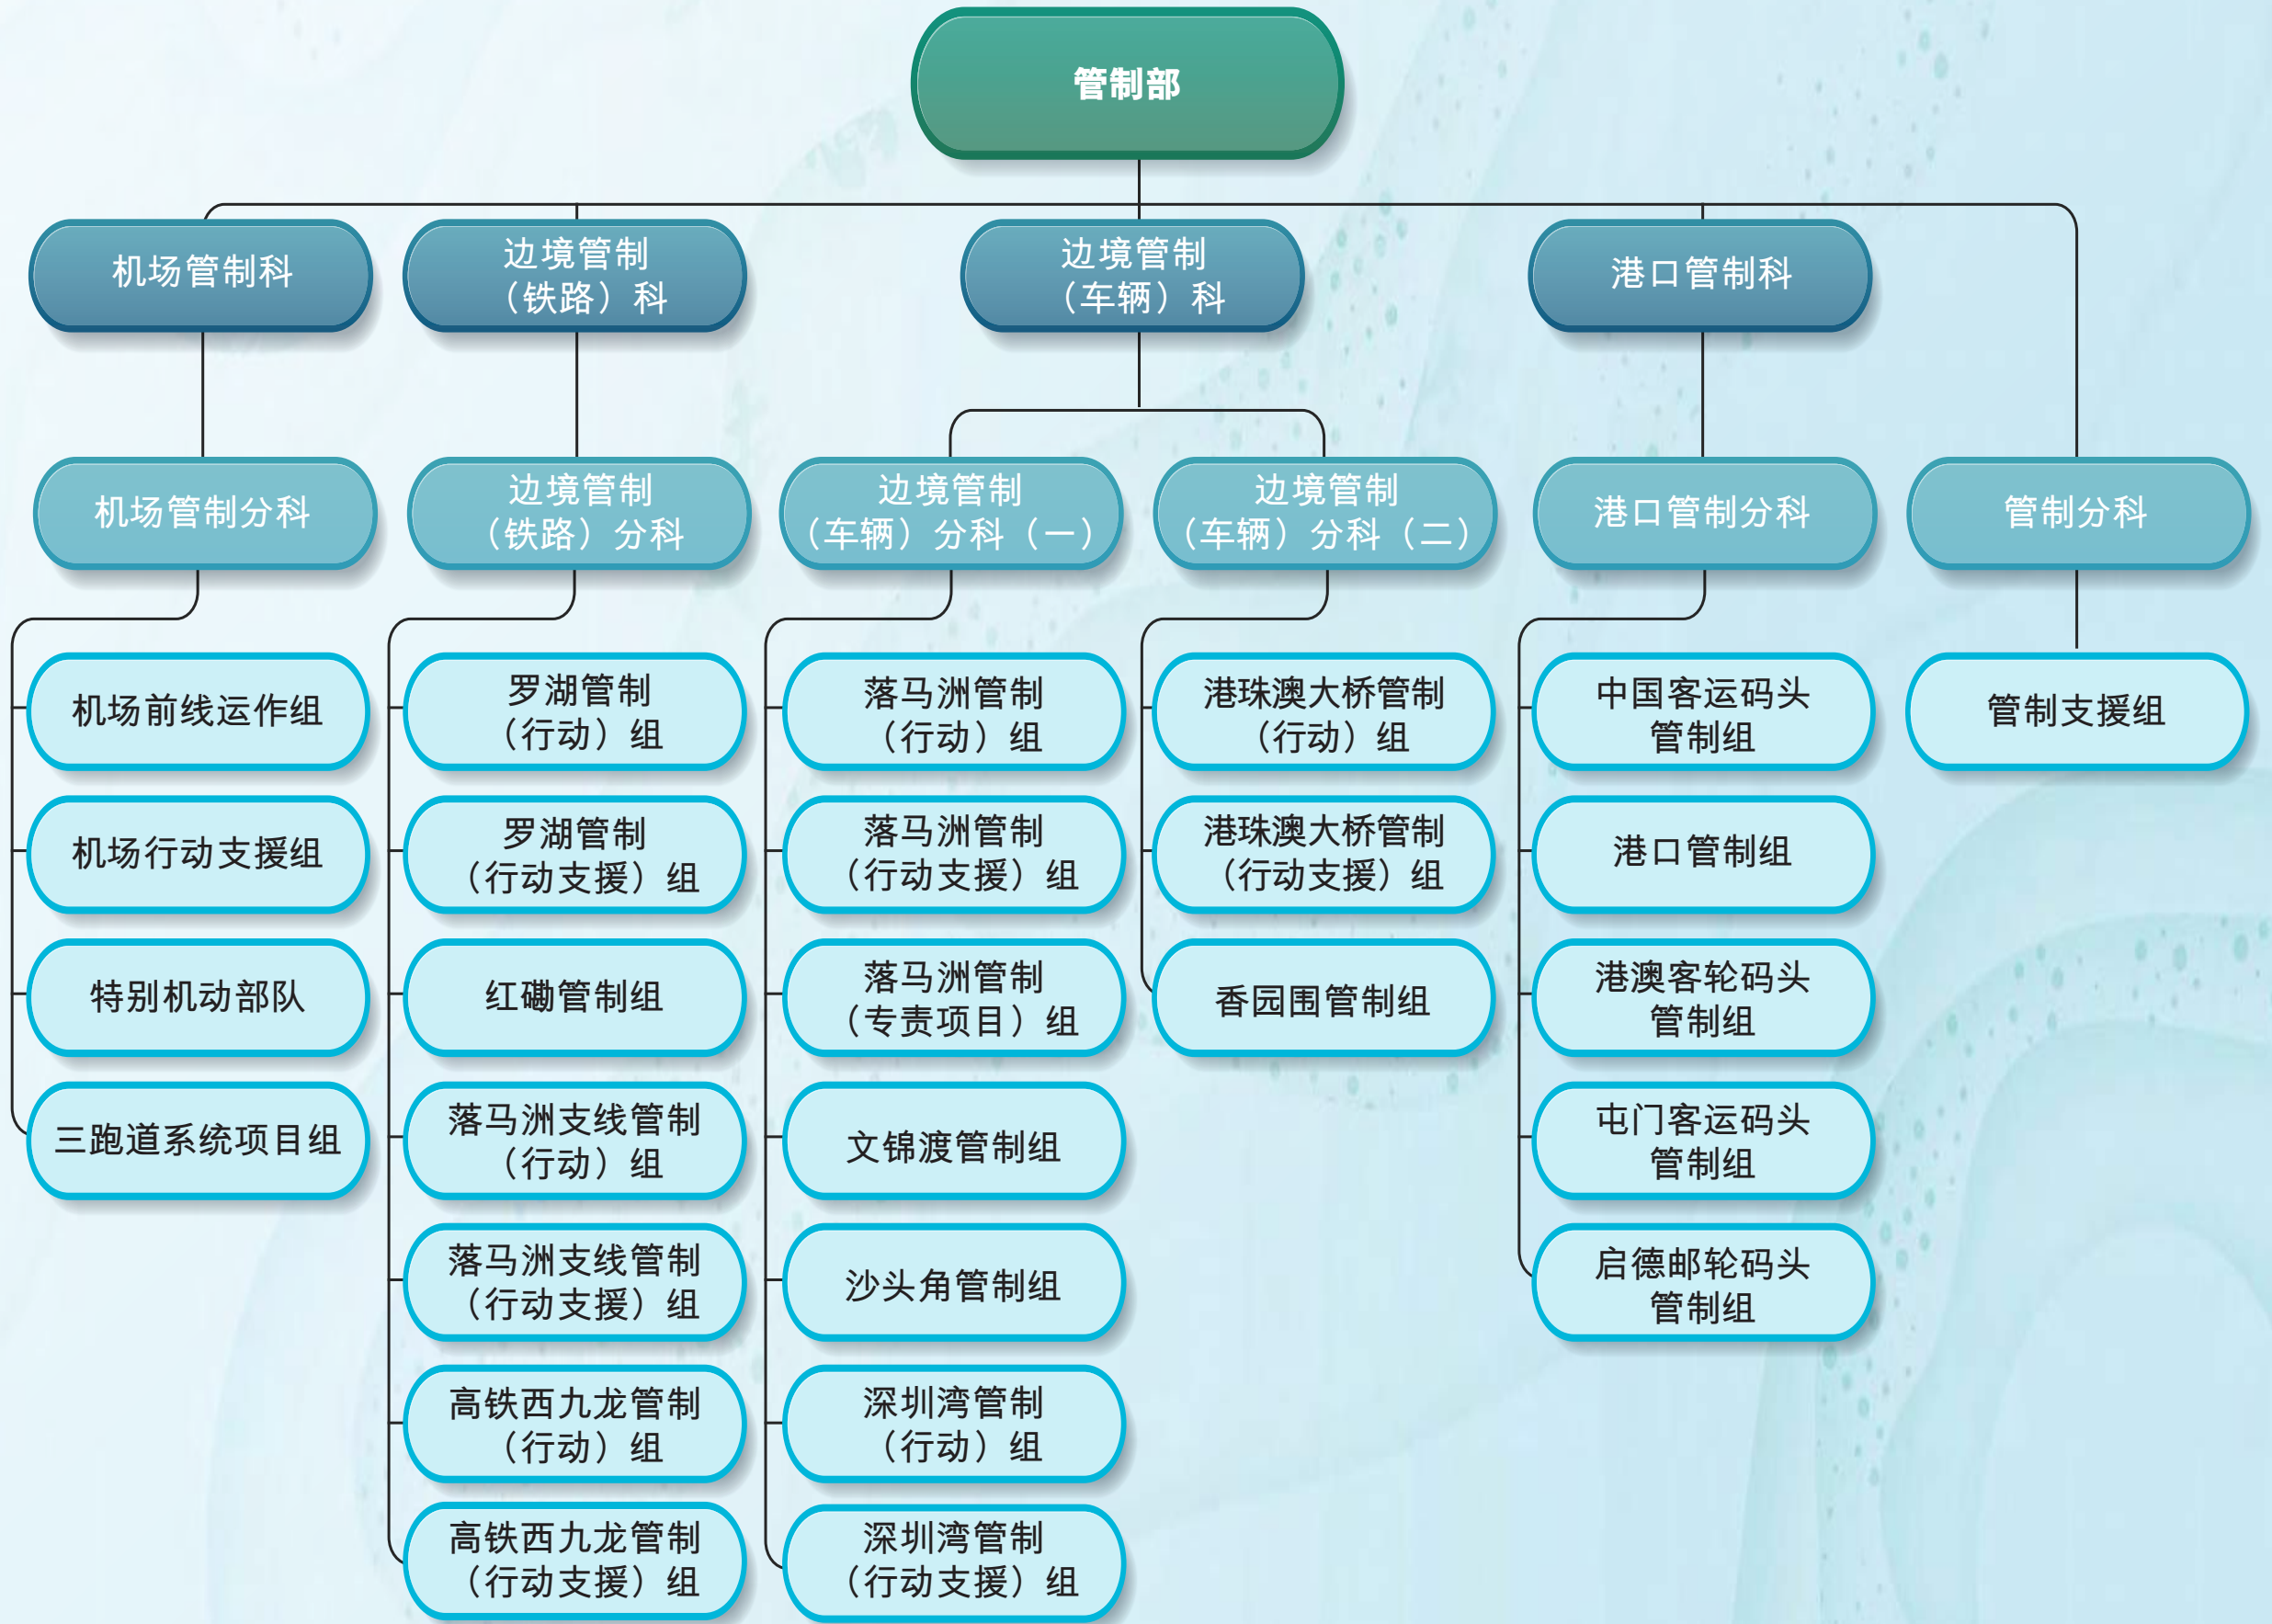 管制部
机场管制科
边境管制
（铁路）科
边境管制
（车辆）科
港口管制科
机场管制分科
边境管制
（铁路）分科
边境管制
（车辆）分科（一）
边境管制
（车辆）分科（二）
港口管制分科
管制分科
机场前线运作组
机场行动支援组
特别机动部队
三跑道系统项目组
罗湖管制
（行动）组
罗湖管制
（行动支援）组
红磡管制组
落马洲支线管制
（行动）组
落马洲支线管制
（行动支援）组
高铁西九龙管制
（行动）组
高铁西九龙管制
（行动支援）组
落马洲管制
（行动）组
落马洲管制
（行动支援）组
落马洲管制
（专责项目）组
文锦渡管制组
沙头角管制组
深圳湾管制
（行动）组
深圳湾管制
（行动支援）组
港珠澳大桥管制
（行动）组
港珠澳大桥管制
（行动支援）组
香园围管制组
中国客运码头
管制组
港口管制组
港澳客轮码头
管制组
屯门客运码头
管制组
启德邮轮码头
管制组
管制支援组